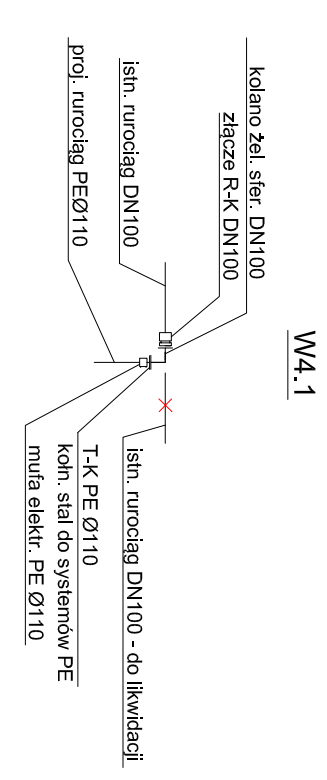 W4.1
kolano żel. sfer. DN100
złącze R-K DN100
istn. rurociąg DN100
proj. rurociąg PEØ110
istn. rurociąg DN100 - do likwidacji
T-K PE Ø110
kołn. stal do systemów PE
mufa elektr. PE Ø110